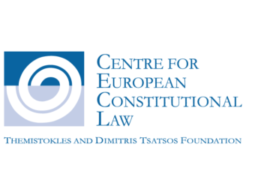 CENTRE FOR
EUROPEAN
CONSTITUTIONAL
LAW
THEMISTOKLES AND DIMITRIS TSATSOS FOUNDATION